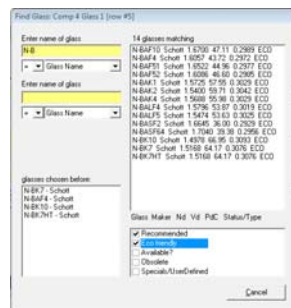 Find Glass: Comp 4 Glass 1 [row #5]
Enter name of glass
N-B
= Glass Name
Enter name of glass
= Glass Name
glasses chosen before:
N-BK7 - Schott
N-BAF4 - Schott
N-BK10 - Schott
N-BK7HT - Schott
14 glasses matching
N-BAF10 Schott 1.6700 47.11 0.2989 ECO
N-BAF4 Schott 1.6057 43.72 0.2972 ECO
N-BAF51 Schott 1.6522 44.96 0.2977 ECO
N-BAF52 Schott 1.6086 46.60 0.2985 ECO
N-BAK1 Schott 1.5725 57.55 0.3029 ECO
N-BAK2 Schott 1.5400 59.71 0.3042 ECO
N-BAK4 Schott 1.5688 55.98 0.3029 ECO
N-BALF4 Schott 1.5796 53.87 0.3019 ECO
N-BALF5 Schott 1.5474 53.63 0.3025 ECO
N-BASF2 Schott 1.6645 36.00 0.2929 ECO
N-BASF64 Schott 1.7040 39.38 0.2956 ECO
N-BK10 Schott 1.4978 66.95 0.3093 ECO
N-BK7 Schott 1.5168 64.17 0.3076 ECO
N-BK7HT Schott 1.5168 64.17 0.3076 ECO
Glass Maker Nd Vd PdC Status/Type
Recommended
Eco friendly
Available?
Obsolete
Specials/UserDefined
Cancel